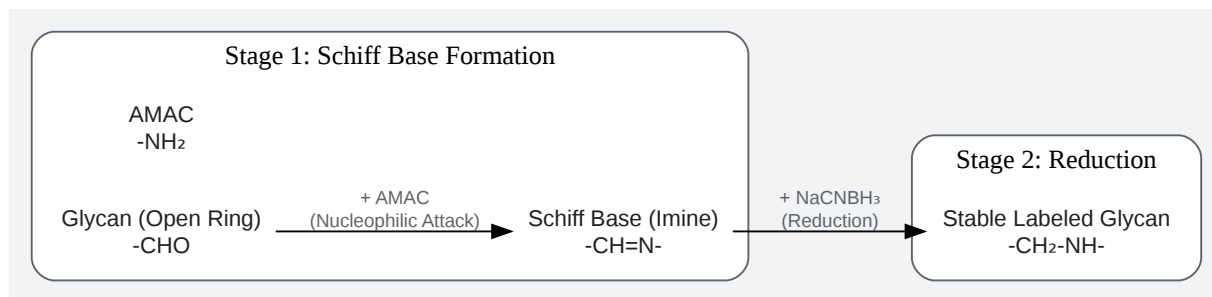 Stage 1: Schiff Base Formation
AMAC
-NH₂
Glycan (Open Ring)
-CHO
+ AMAC
(Nucleophilic Attack)
Schiff Base (Imine)
-CH=N-
+ NaCNBH₃
(Reduction)
Stage 2: Reduction
Stable Labeled Glycan
-CH₂-NH-